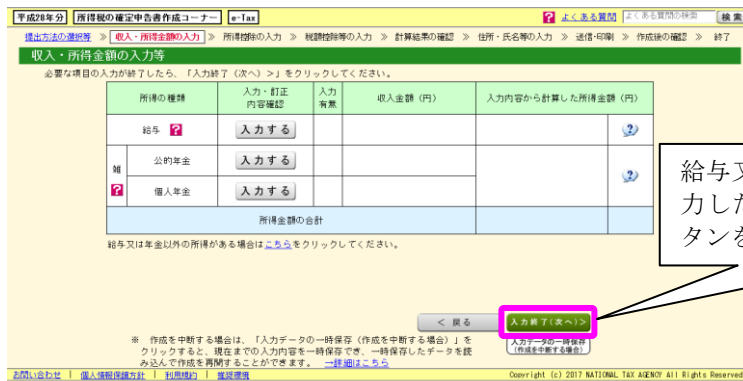 平成28年分 所得税の確定申告書作成コーナー e-Tax ? よくある質問 よくある質問の検索 検索
提出方法の選択等 ≫ 収入・所得金額の入力 ≫ 所得控除の入力 ≫ 税額控除等の入力 ≫ 計算結果の確認 ≫ 住所・氏名等の入力 ≫ 送信・印刷 ≫ 作成後の確認 ≫ 終了
収入・所得金額の入力等
必要な項目の入力が終了したら、「入力終了(次へ)>」をクリックしてください。
所得の種類 入力・訂正 内容確認 入力 有無 収入金額(円) 入力内容から計算した所得金額(円)
給与 ? 入力する ?
雑 ? 公的年金 入力する ?
個人年金 入力する
所得金額の合計
給与又は年金以外の所得がある場合はこちらをクリックしてください。
給与又
力した
タンを
< 戻る 入力終了(次へ)>
※ 作成を中断する場合は、「入力データの一時保存(作成を中断する場合)」を
クリックすると、現在までの入力内容を一時保存でき、一時保存したデータを読
み込んで作成を再開することができます。 →詳細はこちら
入力データの一時保存
(作成を中断する場合)
お問い合わせ | 個人情報保護方針 | 利用規約 | 推奨環境 Copyright (c) 2017 NATIONAL TAX AGENCY All Rights Reserved